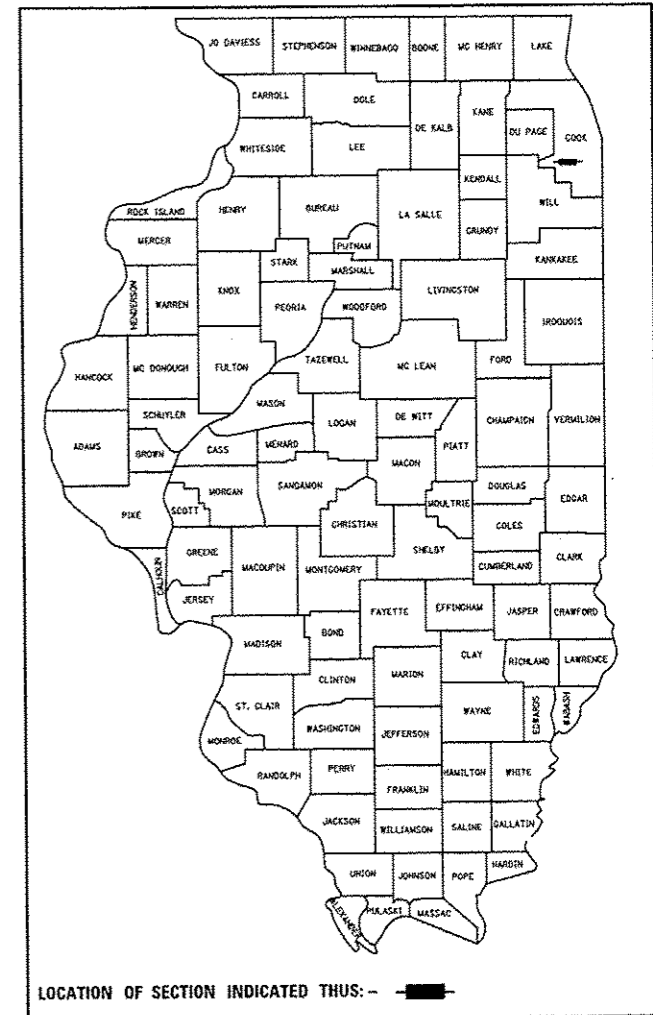 JO DAVIESS STEPHENSON WINNEBAGO BOONE MC HENRY LAKE
CARROLL OGLE DE KALB KANE DU PAGE COOK
WHITESIDE LEE KENDALL WILL
ROCK ISLAND HENRY BUREAU LA SALLE GRUNDY
MERCER PUTNAM KANKAKEE
STARK MARSHALL
HENDERSON WARREN KNOX PEORIA WOODFORD LIVINGSTON IROQUOIS
HANCOCK MC DONOUGH FULTON TAZEWELL MC LEAN FORD
SCHUYLER MASON LOGAN DE WITT CHAMPAIGN VERMILION
ADAMS BROWN CASS MENARD MACON PIATT
PIKE SCOTT MORGAN SANGAMON CHRISTIAN MOULTRIE DOUGLAS EDGAR
COLES
CALHOUN GREENE MACOUPIN MONTGOMERY SHELBY CUMBERLAND CLARK
JERSEY FAYETTE EFFINGHAM JASPER CRAWFORD
MADISON BOND CLAY RICHLAND LAWRENCE
CLINTON MARION
ST. CLAIR WAYNE EDWARDS WABASH
MONROE WASHINGTON JEFFERSON
RANDOLPH PERRY FRANKLIN HAMILTON WHITE
JACKSON WILLIAMSON SALINE GALLATIN
UNION JOHNSON POPE HARDIN
ALEXANDER PULASKI MASSAC
LOCATION OF SECTION INDICATED THUS: -